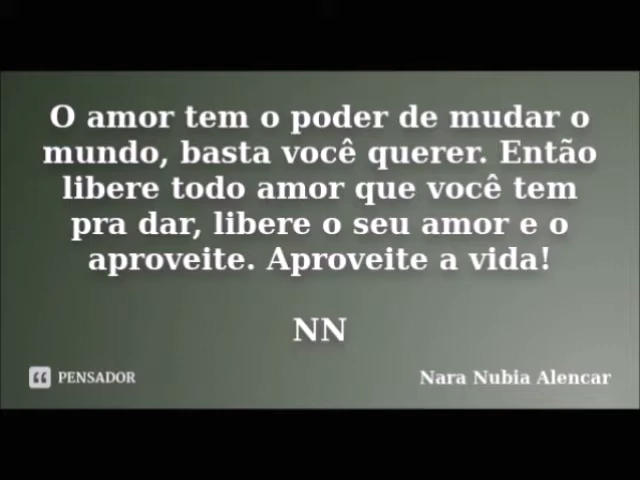 O amor tem o poder de mudar o
mundo, basta você querer. Então
libere todo amor que você tem
pra dar, libere o seu amor e o
aproveite. Aproveite a vida!
NN
PENSADOR
Nara Nubia Alencar